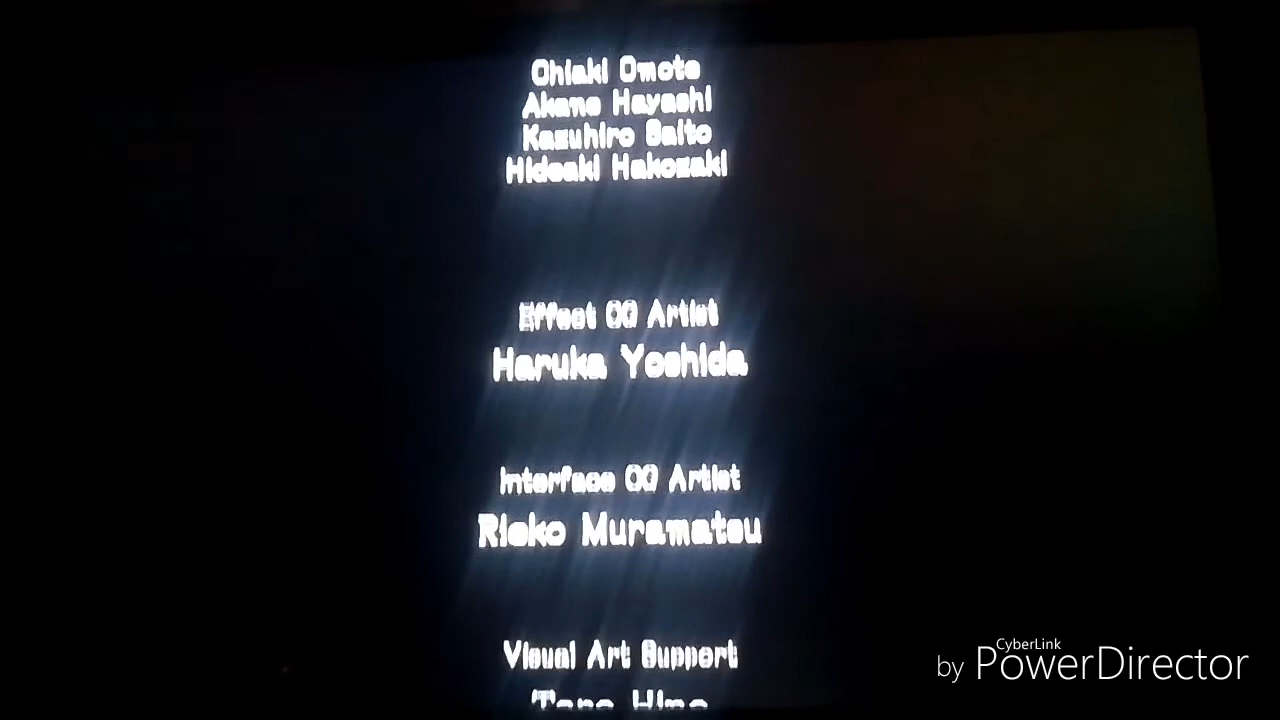 Chiaki Omote
Akane Hayashi
Kazuhiro Saito
Hideaki Hakozaki
Effect CG Artist
Haruka Yoshida
Interface CG Artist
Rieko Muramatsu
Visual Art Support
CyberLink
by PowerDirector